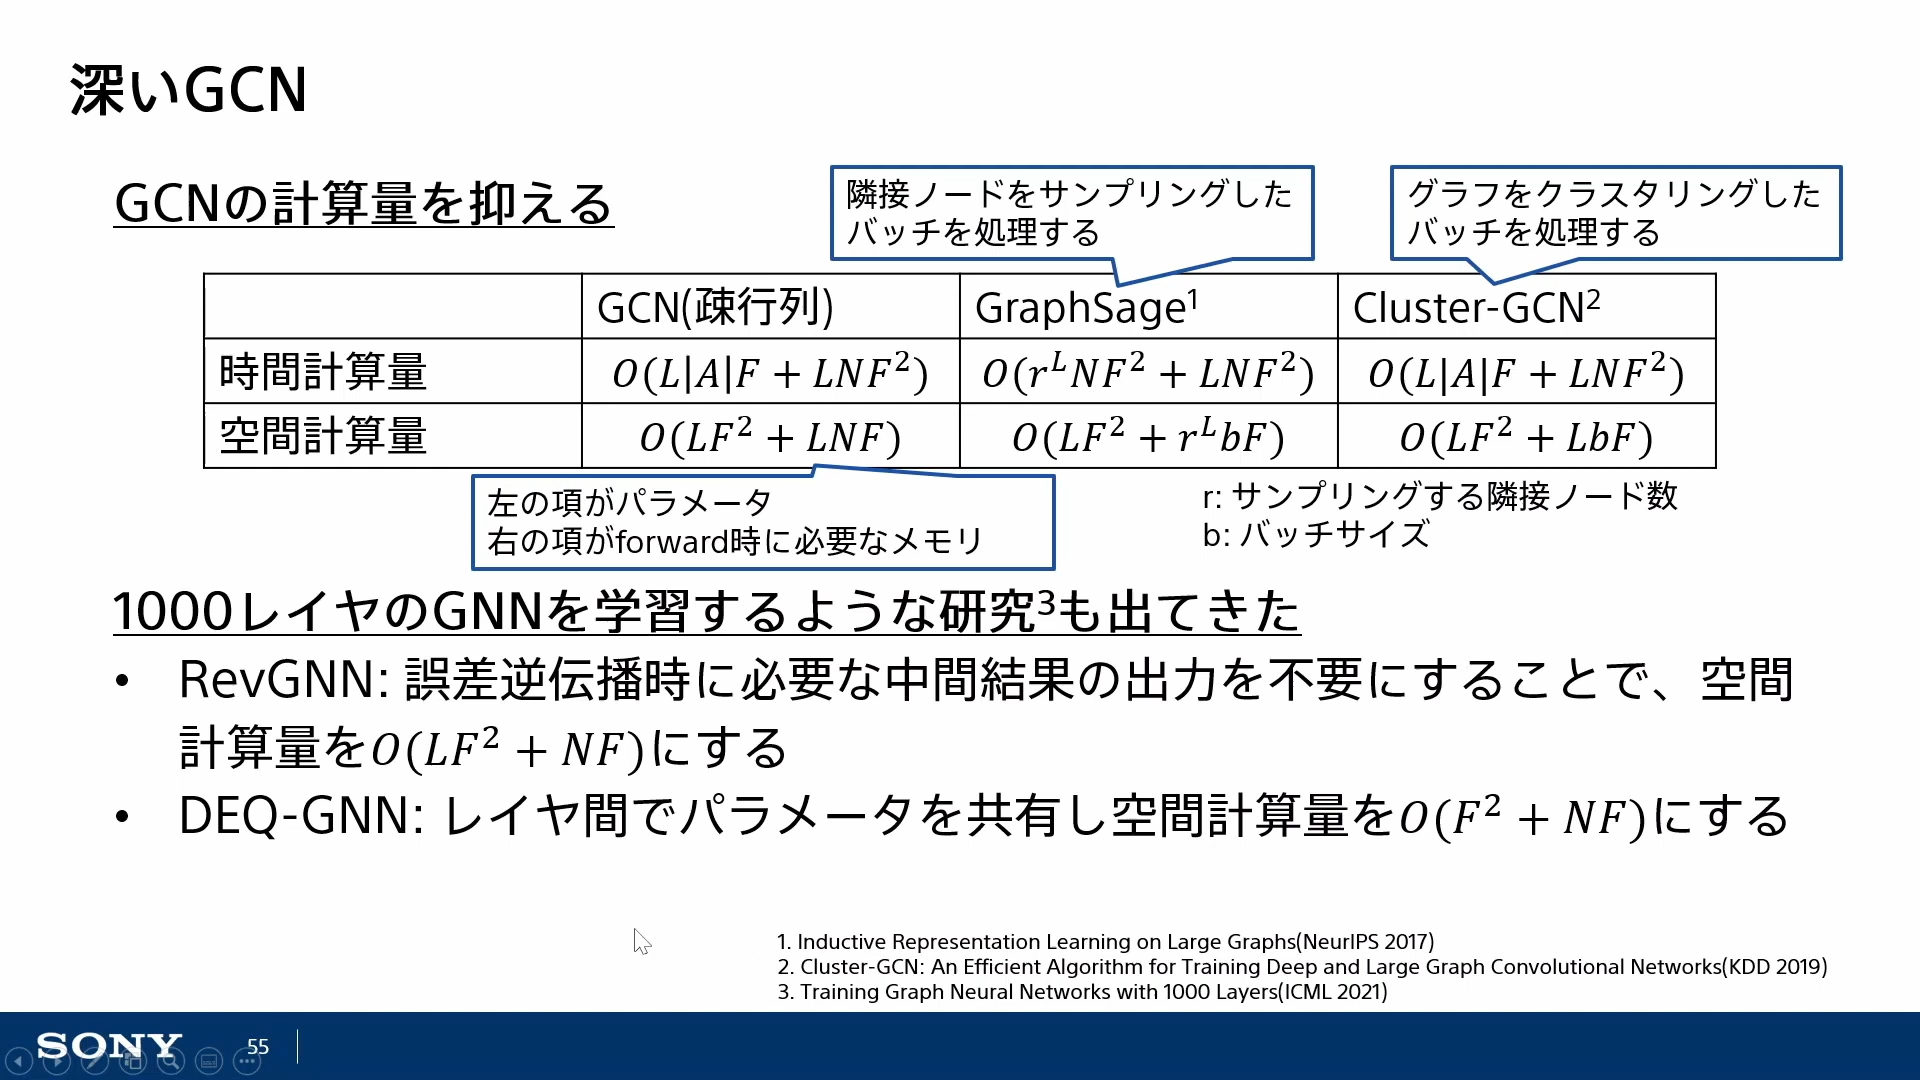 深いGCN
GCNの計算量を抑える
隣接ノードをサンプリングした
バッチを処理する
グラフをクラスタリングした
バッチを処理する
GCN(疎行列) GraphSage¹ Cluster-GCN²
時間計算量 O(L|A|F + LNF²) O(r^L NF² + LNF²) O(L|A|F + LNF²)
空間計算量 O(LF² + LNF) O(LF² + r^L bF) O(LF² + LbF)
左の項がパラメータ
右の項がforward時に必要なメモリ
r: サンプリングする隣接ノード数
b: バッチサイズ
1000レイヤのGNNを学習するような研究³も出てきた
• RevGNN: 誤差逆伝播時に必要な中間結果の出力を不要にすることで、空間
計算量をO(LF² + NF)にする
• DEQ-GNN: レイヤ間でパラメータを共有し空間計算量をO(F² + NF)にする
1. Inductive Representation Learning on Large Graphs(NeurIPS 2017)
2. Cluster-GCN: An Efficient Algorithm for Training Deep and Large Graph Convolutional Networks(KDD 2019)
3. Training Graph Neural Networks with 1000 Layers(ICML 2021)
SONY 55